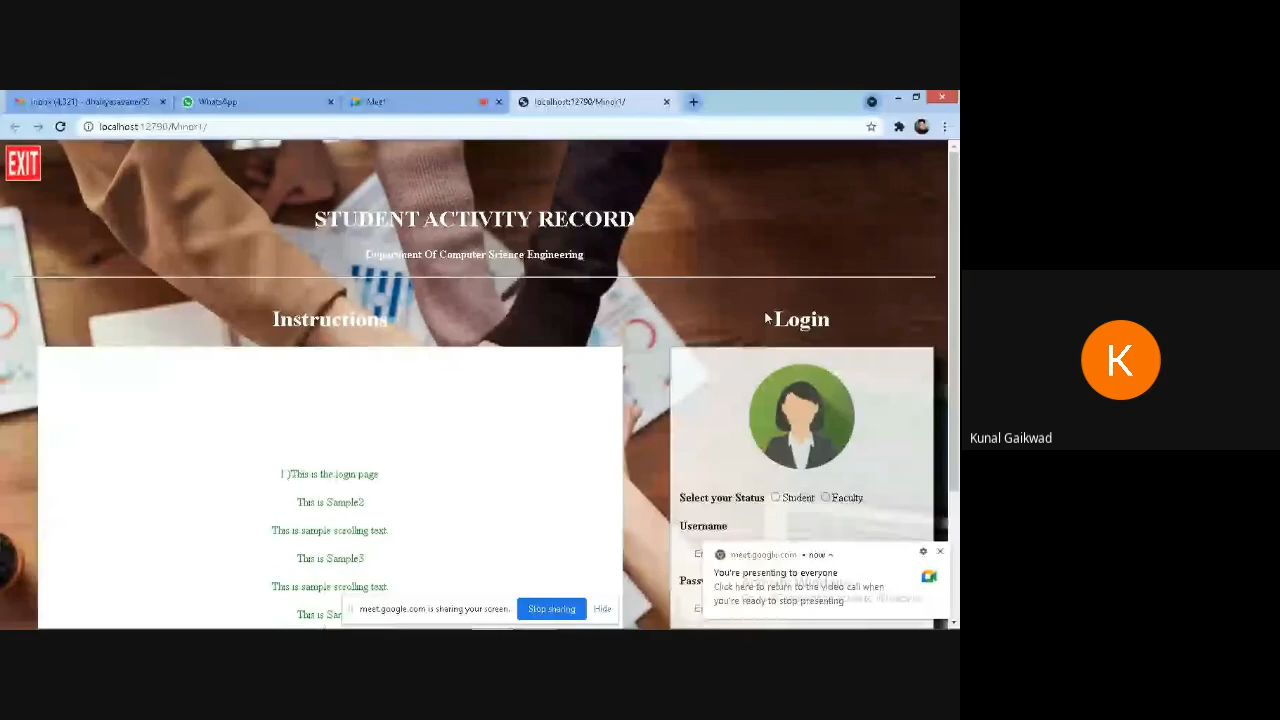 WhatsApp
Meet
localhost:12790/Minor1/
localhost:12790/Minor1/
EXIT
STUDENT ACTIVITY RECORD
Department Of Computer Science Engineering
Instructions
Login
This is the login page
This is Sample2
This is sample scrolling text.
This is Sample3
This is sample scrolling text.
This is
Select your Status Student Faculty
Username
meet.google.com • now
You're presenting to everyone
Click here to return to the video call when
you're ready to stop presenting
meet.google.com is sharing your screen.
Stop sharing
Hide
K
Kunal Gaikwad